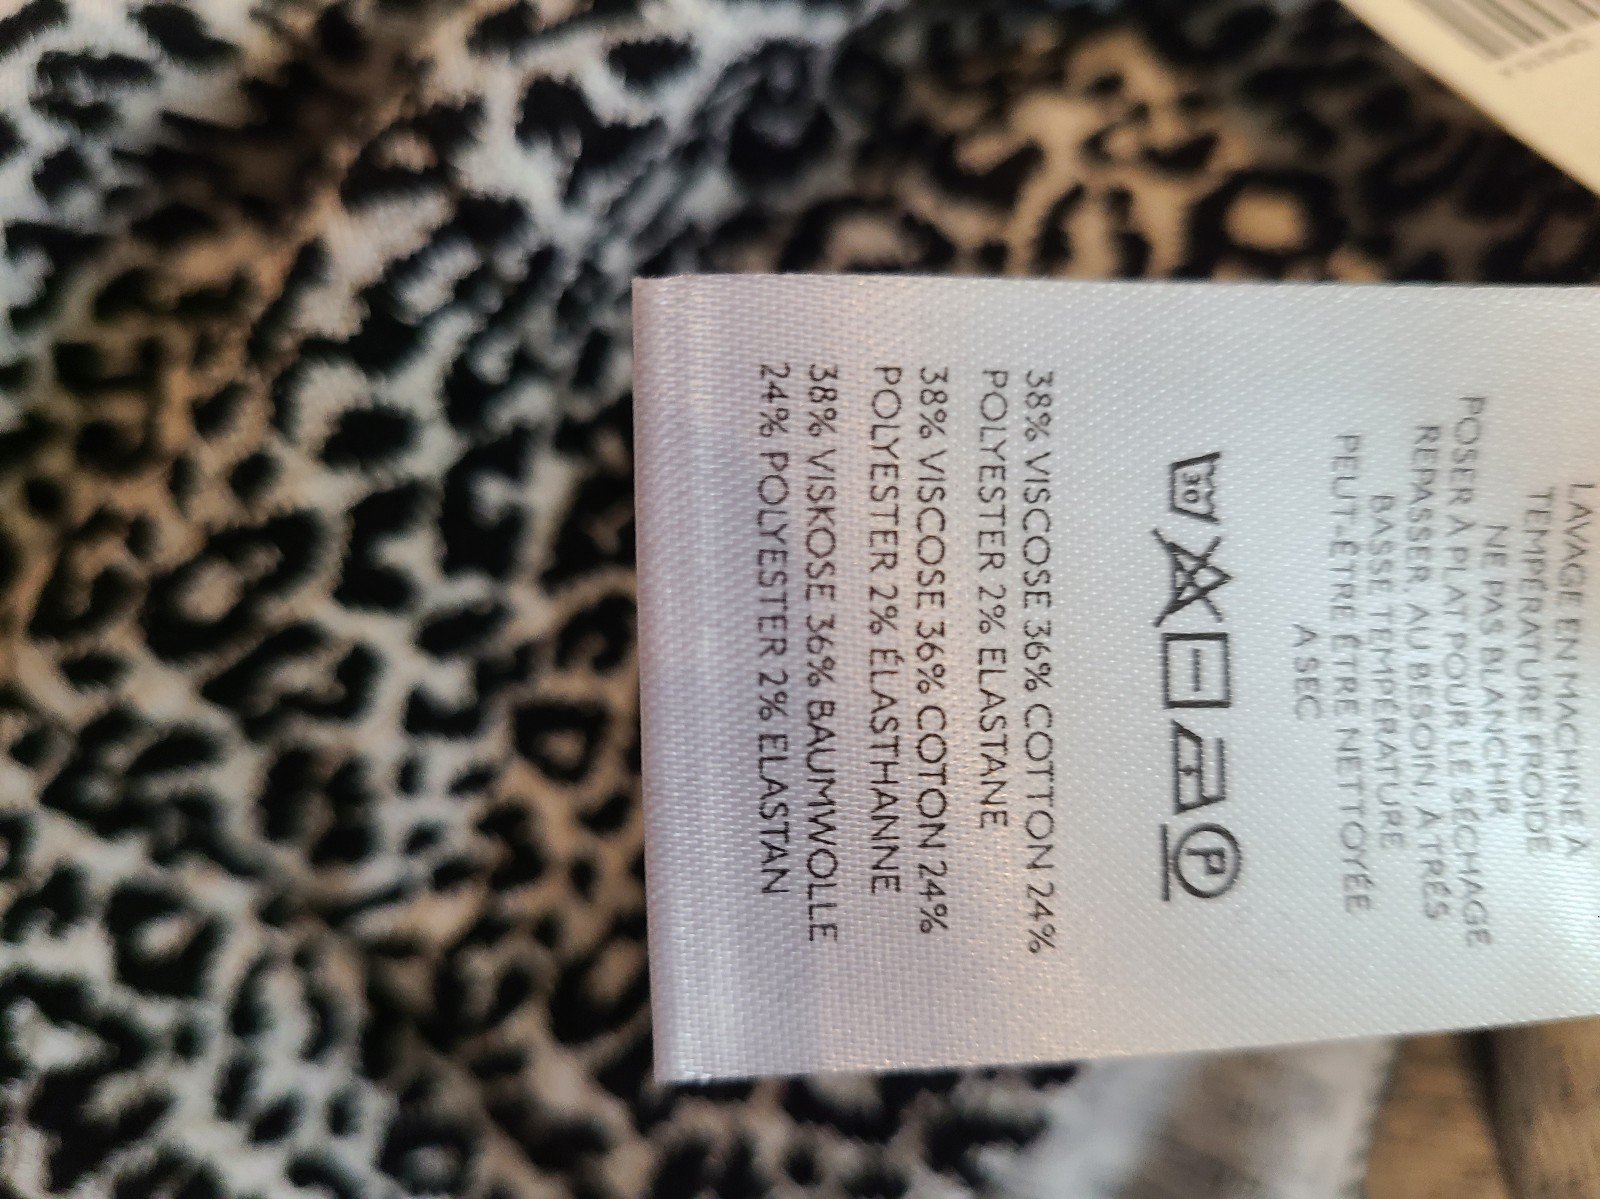 LAVAGE EN MACHINE À
TEMPÉRATURE FROIDE
NE PAS BLANCHIR
POSER À PLAT POUR LE SÉCHAGE
REPASSER, AU BESOIN, À TRÈS
BASSE TEMPÉRATURE
PEUT-ÊTRE ÊTRE NETTOYÉE
A SEC
30 P
38% VISCOSE 36% COTTON 24%
POLYESTER 2% ELASTANE
38% VISCOSE 36% COTON 24%
POLYESTER 2% ÉLASTHANNE
38% VISKOSE 36% BAUMWOLLE
24% POLYESTER 2% ELASTAN